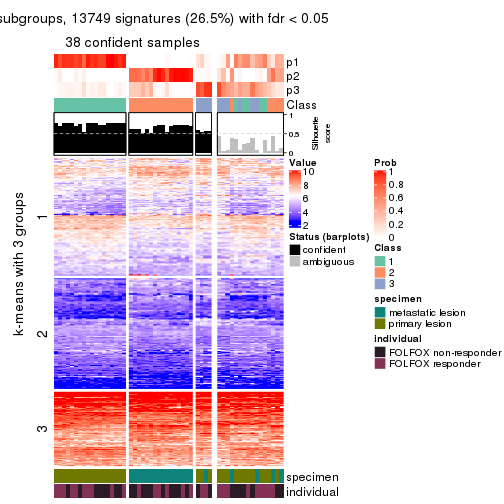 subgroups, 13749 signatures (26.5%) with fdr < 0.05
38 confident samples
p1
p2
p3
Class
1
0.5
0
Silhouette
score
k-means with 3 groups
1
2
3
specimen
individual
Value
10
8
6
4
2
Status (barplots)
confident
ambiguous
Prob
1
0.8
0.6
0.4
0.2
0
Class
1
2
3
specimen
metastatic lesion
primary lesion
individual
FOLFOX non-responder
FOLFOX responder